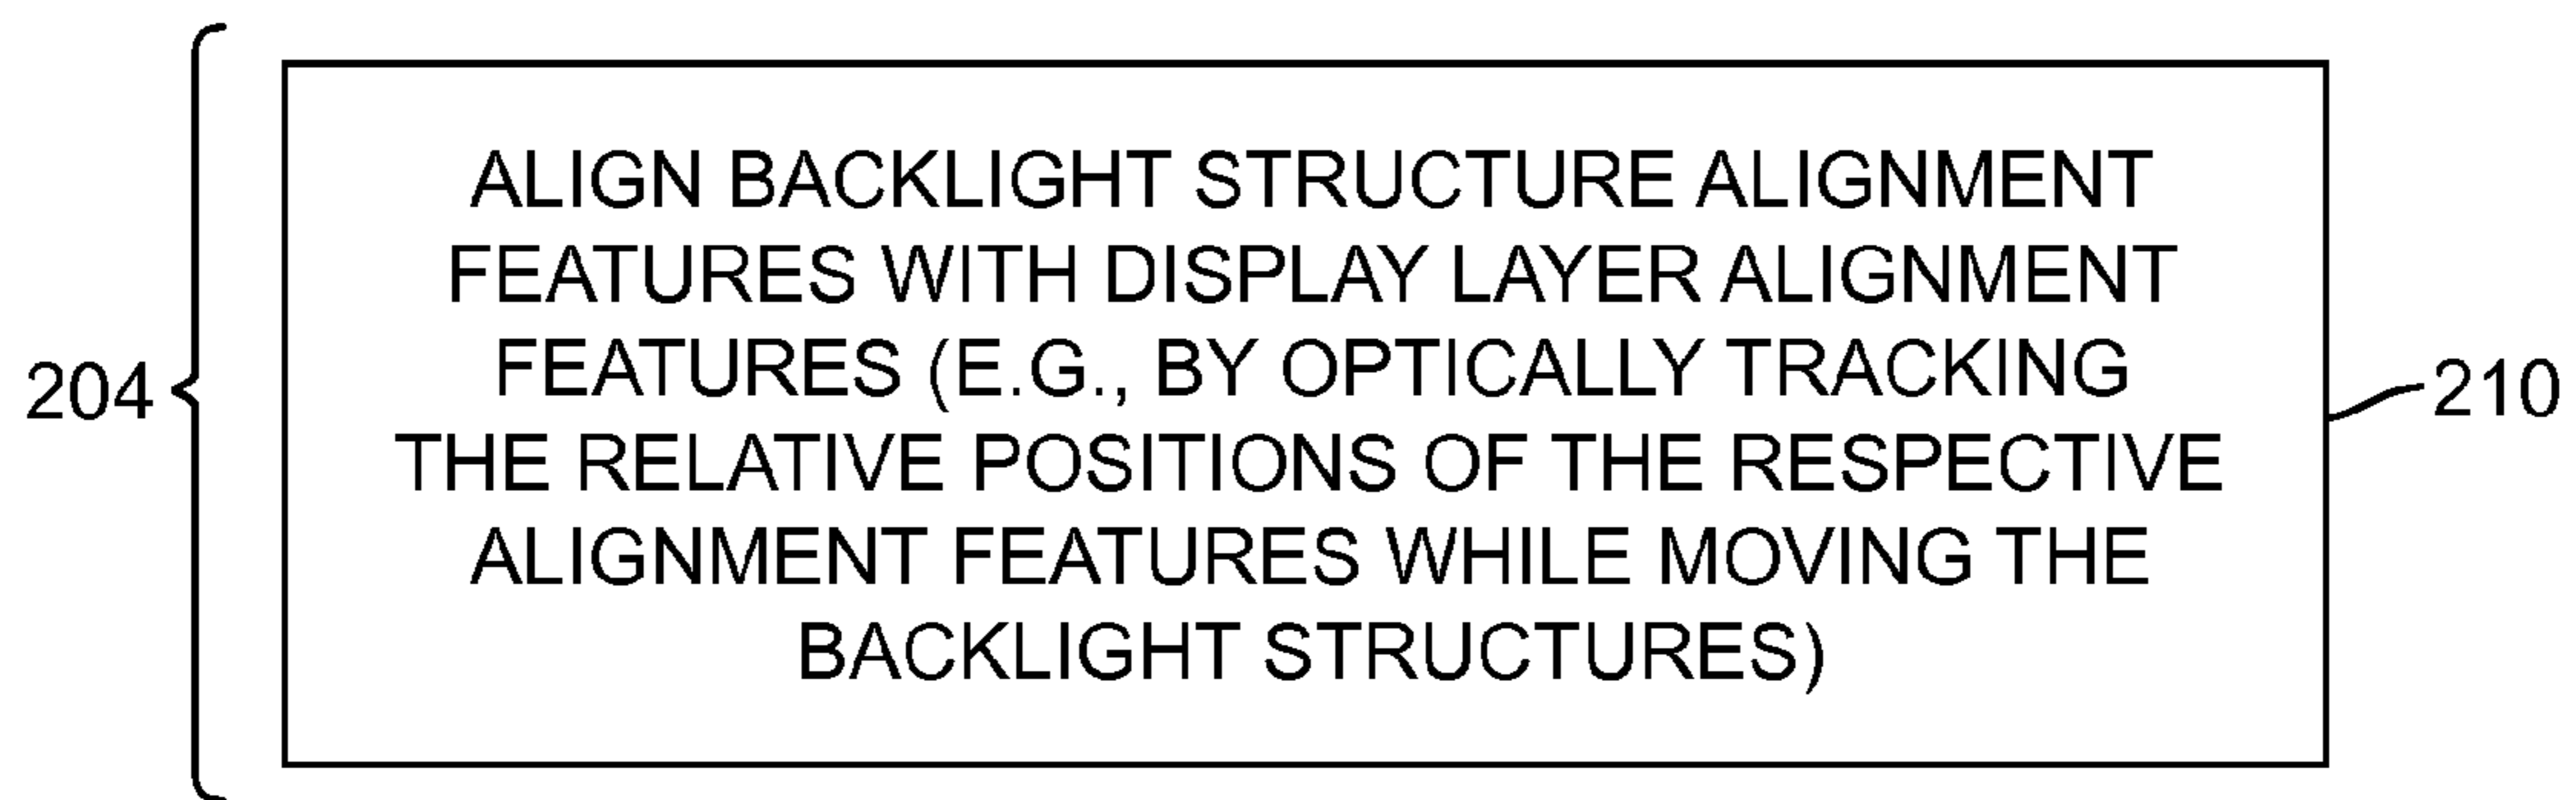 ALIGN BACKLIGHT STRUCTURE ALIGNMENT
FEATURES WITH DISPLAY LAYER ALIGNMENT
FEATURES (E.G., BY OPTICALLY TRACKING
THE RELATIVE POSITIONS OF THE RESPECTIVE
ALIGNMENT FEATURES WHILE MOVING THE
BACKLIGHT STRUCTURES)
204
210